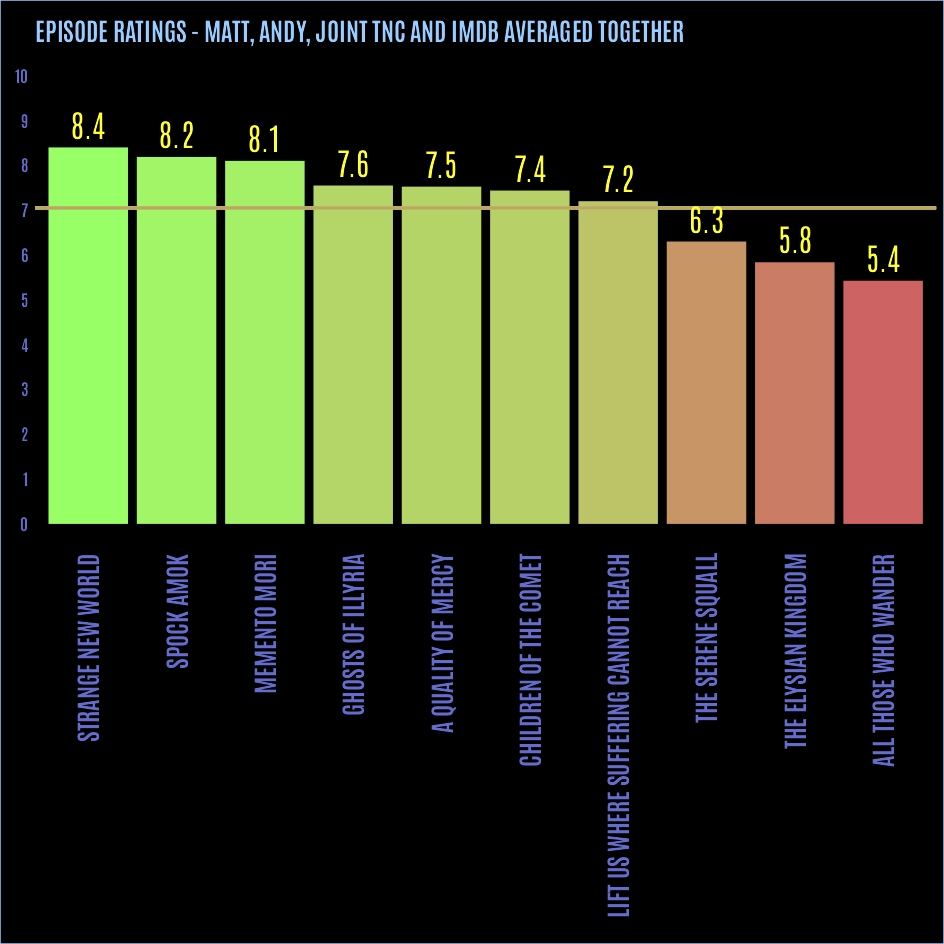 EPISODE RATINGS - MATT, ANDY, JOINT TNC AND IMDB AVERAGED TOGETHER
10
9
8
7
6
5
4
3
2
1
0
8.4
8.2
8.1
7.6
7.5
7.4
7.2
6.3
5.8
5.4
STRANGE NEW WORLD
SPOCK AMOK
MEMENTO MORI
GHOSTS OF ILLYRIA
A QUALITY OF MERCY
CHILDREN OF THE COMET
LIFT US WHERE SUFFERING CANNOT REACH
THE SERENE SQUALL
THE ELYSIAN KINGDOM
ALL THOSE WHO WANDER